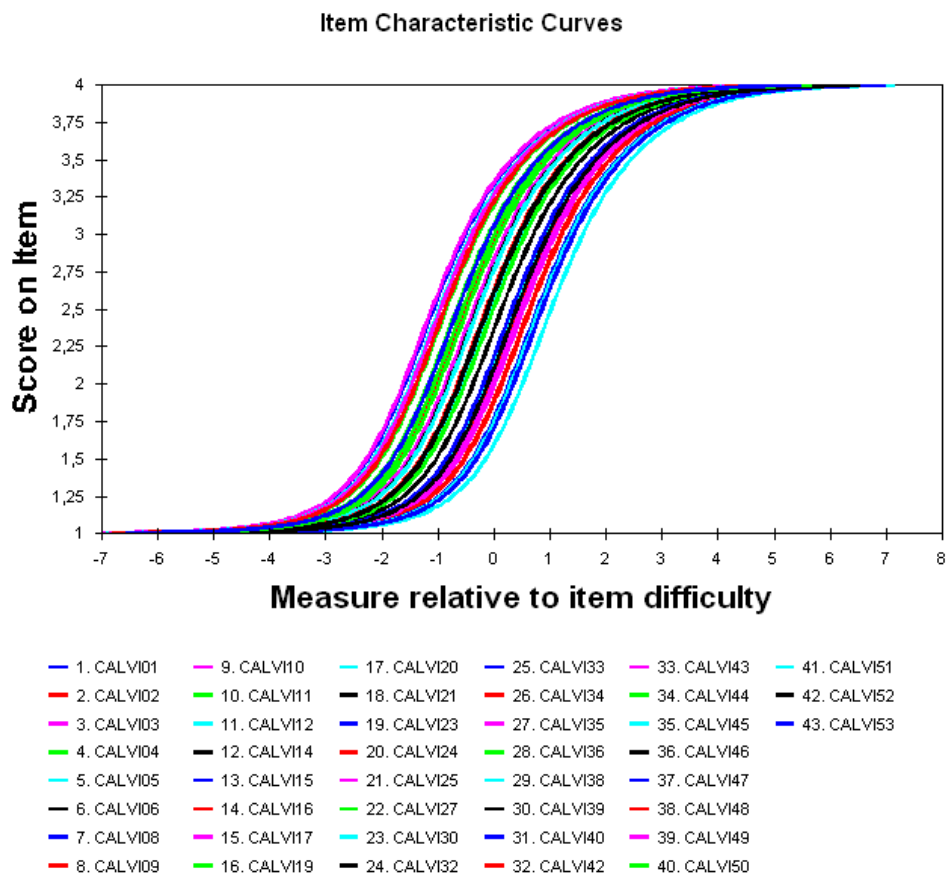 Item Characteristic Curves
4
3,75
3,5
3,25
3
2,75
2,5
2,25
2
1,75
1,5
1,25
1
Score on Item
-7 -6 -5 -4 -3 -2 -1 0 1 2 3 4 5 6 7 8
Measure relative to item difficulty
1. CALVI01 9. CALVI10 17. CALVI20 25. CALVI33 33. CALVI43 41. CALVI51
2. CALVI02 10. CALVI11 18. CALVI21 26. CALVI34 34. CALVI44 42. CALVI52
3. CALVI03 11. CALVI12 19. CALVI23 27. CALVI35 35. CALVI45 43. CALVI53
4. CALVI04 12. CALVI14 20. CALVI24 28. CALVI36 36. CALVI46
5. CALVI05 13. CALVI15 21. CALVI25 29. CALVI38 37. CALVI47
6. CALVI06 14. CALVI16 22. CALVI27 30. CALVI39 38. CALVI48
7. CALVI08 15. CALVI17 23. CALVI30 31. CALVI40 39. CALVI49
8. CALVI09 16. CALVI19 24. CALVI32 32. CALVI42 40. CALVI50